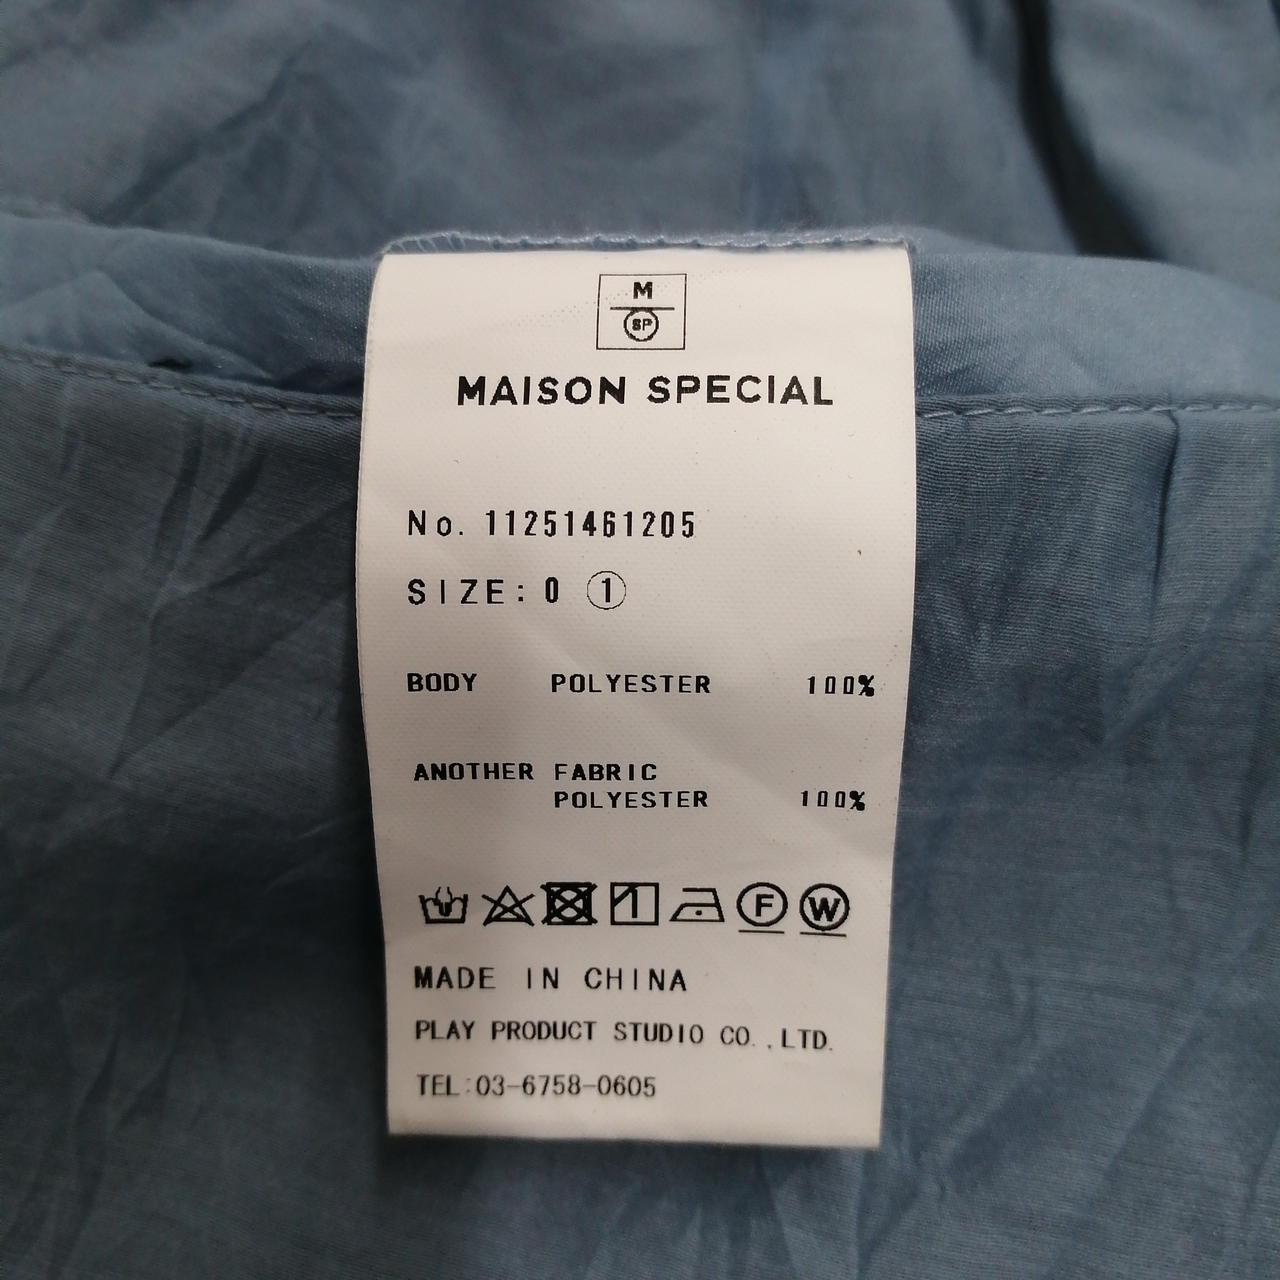 M
SP
MAISON SPECIAL
No. 11251461205
SIZE: 0 ①
BODY POLYESTER 100%
ANOTHER FABRIC
POLYESTER 100%
1 F W
MADE IN CHINA
PLAY PRODUCT STUDIO CO.,LTD.
TEL:03-6758-0605